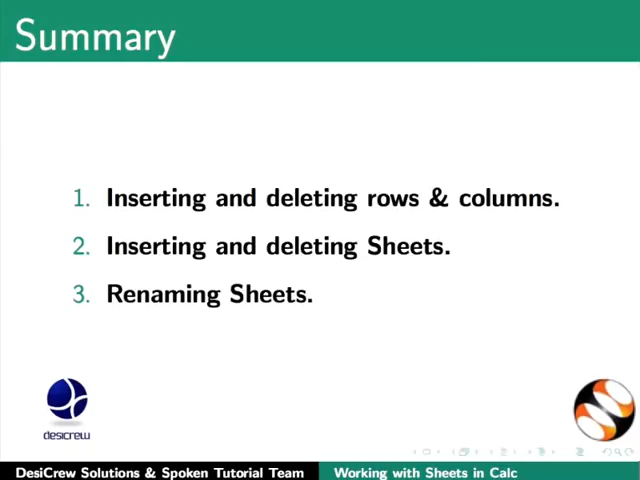 Summary
1. Inserting and deleting rows & columns.
2. Inserting and deleting Sheets.
3. Renaming Sheets.
desicrew
DesiCrew Solutions & Spoken Tutorial Team Working with Sheets in Calc